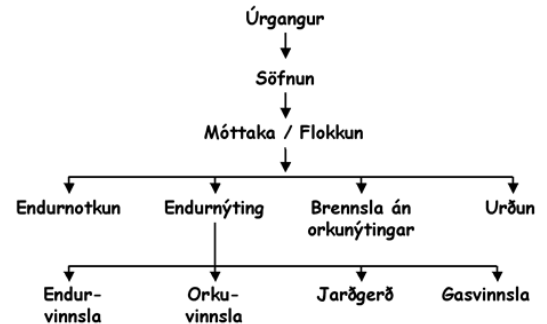 Úrgangur
Söfnun
Móttaka / Flokkun
Endurnotkun
Endurnýting
Brennsla án
orkunýtingar
Urðun
Endur-
vinnsla
Orku-
vinnsla
Jarðgerð
Gasvinnsla